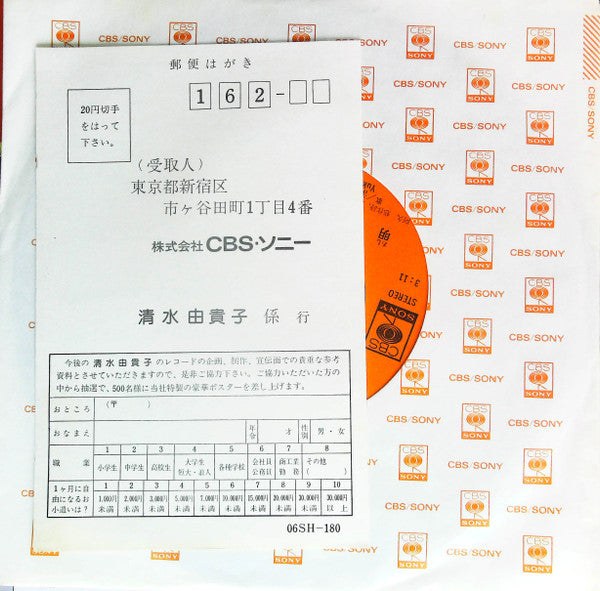 郵便はがき
20円切手
をはって
下さい。
162-
(受取人)
東京都新宿区
市ヶ谷田町1丁目4番
株式会社 CBS・ソニー
清水由貴子 係 行
今後の清水由貴子のレコードの企画、制作、宣伝面での貴重な参考
資料とさせていただきますので、是非ご協力下さい。ご協力いただいた方の
中から抽選で、500名様に当社特製の豪華ポスターを差し上げます。
おところ (〒 )
おなまえ 年令 才 性別 男・女
職業
1 2 3 4 5 6 7 8
小学生 中学生 高校生 大学生 短大・浪人 各種学校 会社員 公務員 商工業 勤務 その他 ( )
1ヶ月に自
由になるお
小遣いは?
1 2 3 4 5 6 7 8 9 10
1,000円未満 2,000円未満 3,000円未満 5,000円未満 7,000円未満 10,000円未満 15,000円未満 20,000円未満 30,000円未満 30,000円以上
06SH-180
明
3:11
STEREO
CBS
SONY
CBS/SONY
CBS
SONY
CBS/SONY